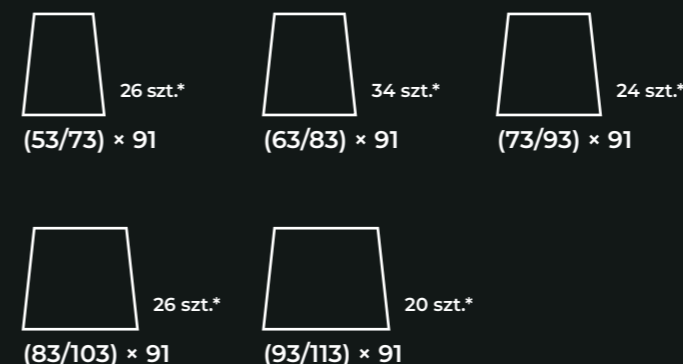 26 szt.*
(53/73) × 91
34 szt.*
(63/83) × 91
24 szt.*
(73/93) × 91
26 szt.*
(83/103) × 91
20 szt.*
(93/113) × 91